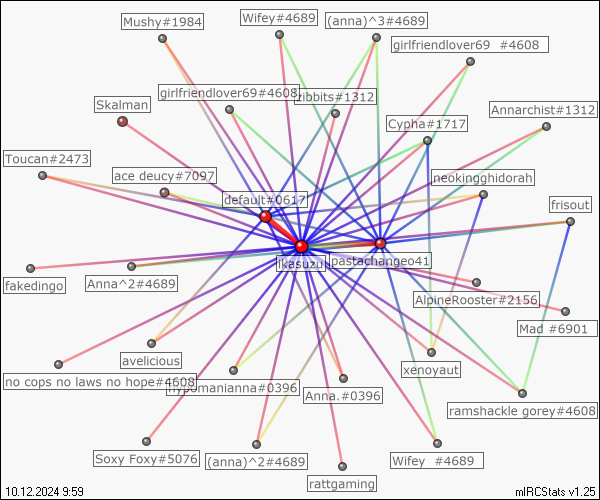 Mushy#1984
Wifey#4689
(anna)^3#4689
girlfriendlover69 #4608
girlfriendlover69#4608
zibbits#1312
Skalman
Annarchist#1312
Cypha#1717
Toucan#2473
ace deucy#7097
neokingghidorah
default#0617
frisout
ikasuzu
pastachangeo41
fakedingo
Anna^2#4689
AlpineRooster#2156
Mad #6901
avelicious
xenoyaut
no cops no laws no hope#4608
hypomanianna#0396
Anna.#0396
ramshackle gorey#4608
Soxy Foxy#5076
(anna)^2#4689
Wifey #4689
rattgaming
10.12.2024 9:59
mIRCStats v1.25